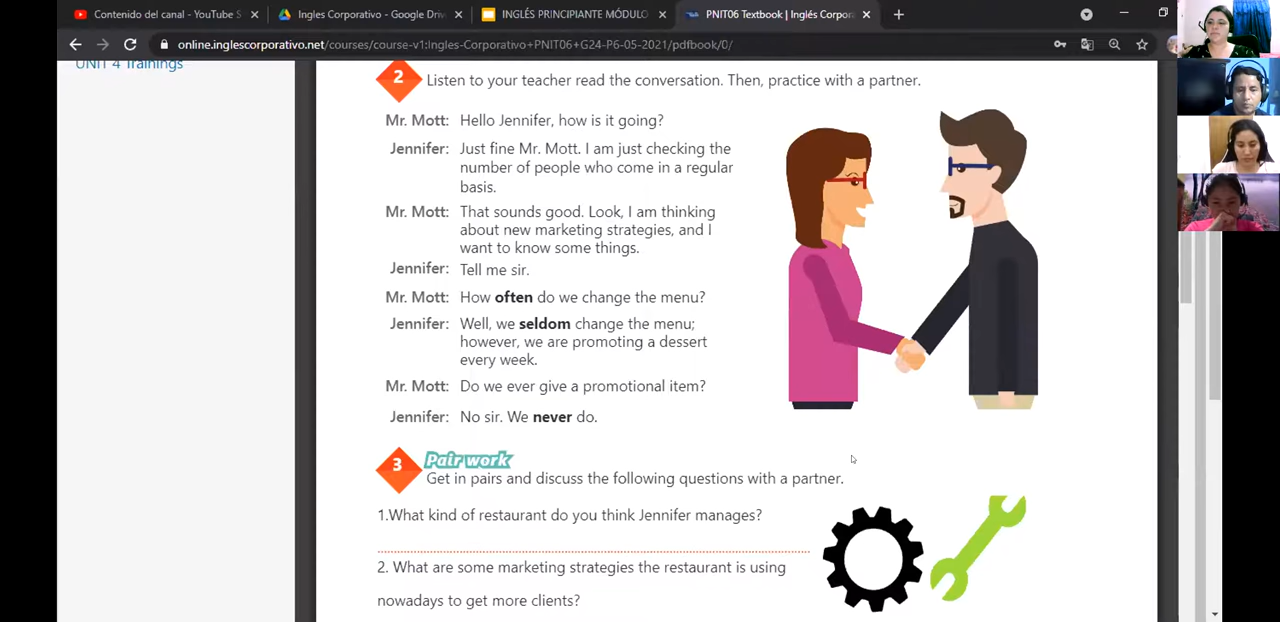 Contenido del canal - YouTube S
Ingles Corporativo - Google Driv
INGLÉS PRINCIPIANTE MÓDULO
PNIT06 Textbook | Inglés Corpor
online.inglescorporativo.net/courses/course-v1:Ingles-Corporativo+PNIT06+G24-P6-05-2021/pdfbook/0/
UNIT 4 Trainings
2 Listen to your teacher read the conversation. Then, practice with a partner.
Mr. Mott: Hello Jennifer, how is it going?
Jennifer: Just fine Mr. Mott. I am just checking the
number of people who come in a regular
basis.
Mr. Mott: That sounds good. Look, I am thinking
about new marketing strategies, and I
want to know some things.
Jennifer: Tell me sir.
Mr. Mott: How often do we change the menu?
Jennifer: Well, we seldom change the menu;
however, we are promoting a dessert
every week.
Mr. Mott: Do we ever give a promotional item?
Jennifer: No sir. We never do.
3 Pair work
Get in pairs and discuss the following questions with a partner.
1.What kind of restaurant do you think Jennifer manages?
2. What are some marketing strategies the restaurant is using
nowadays to get more clients?